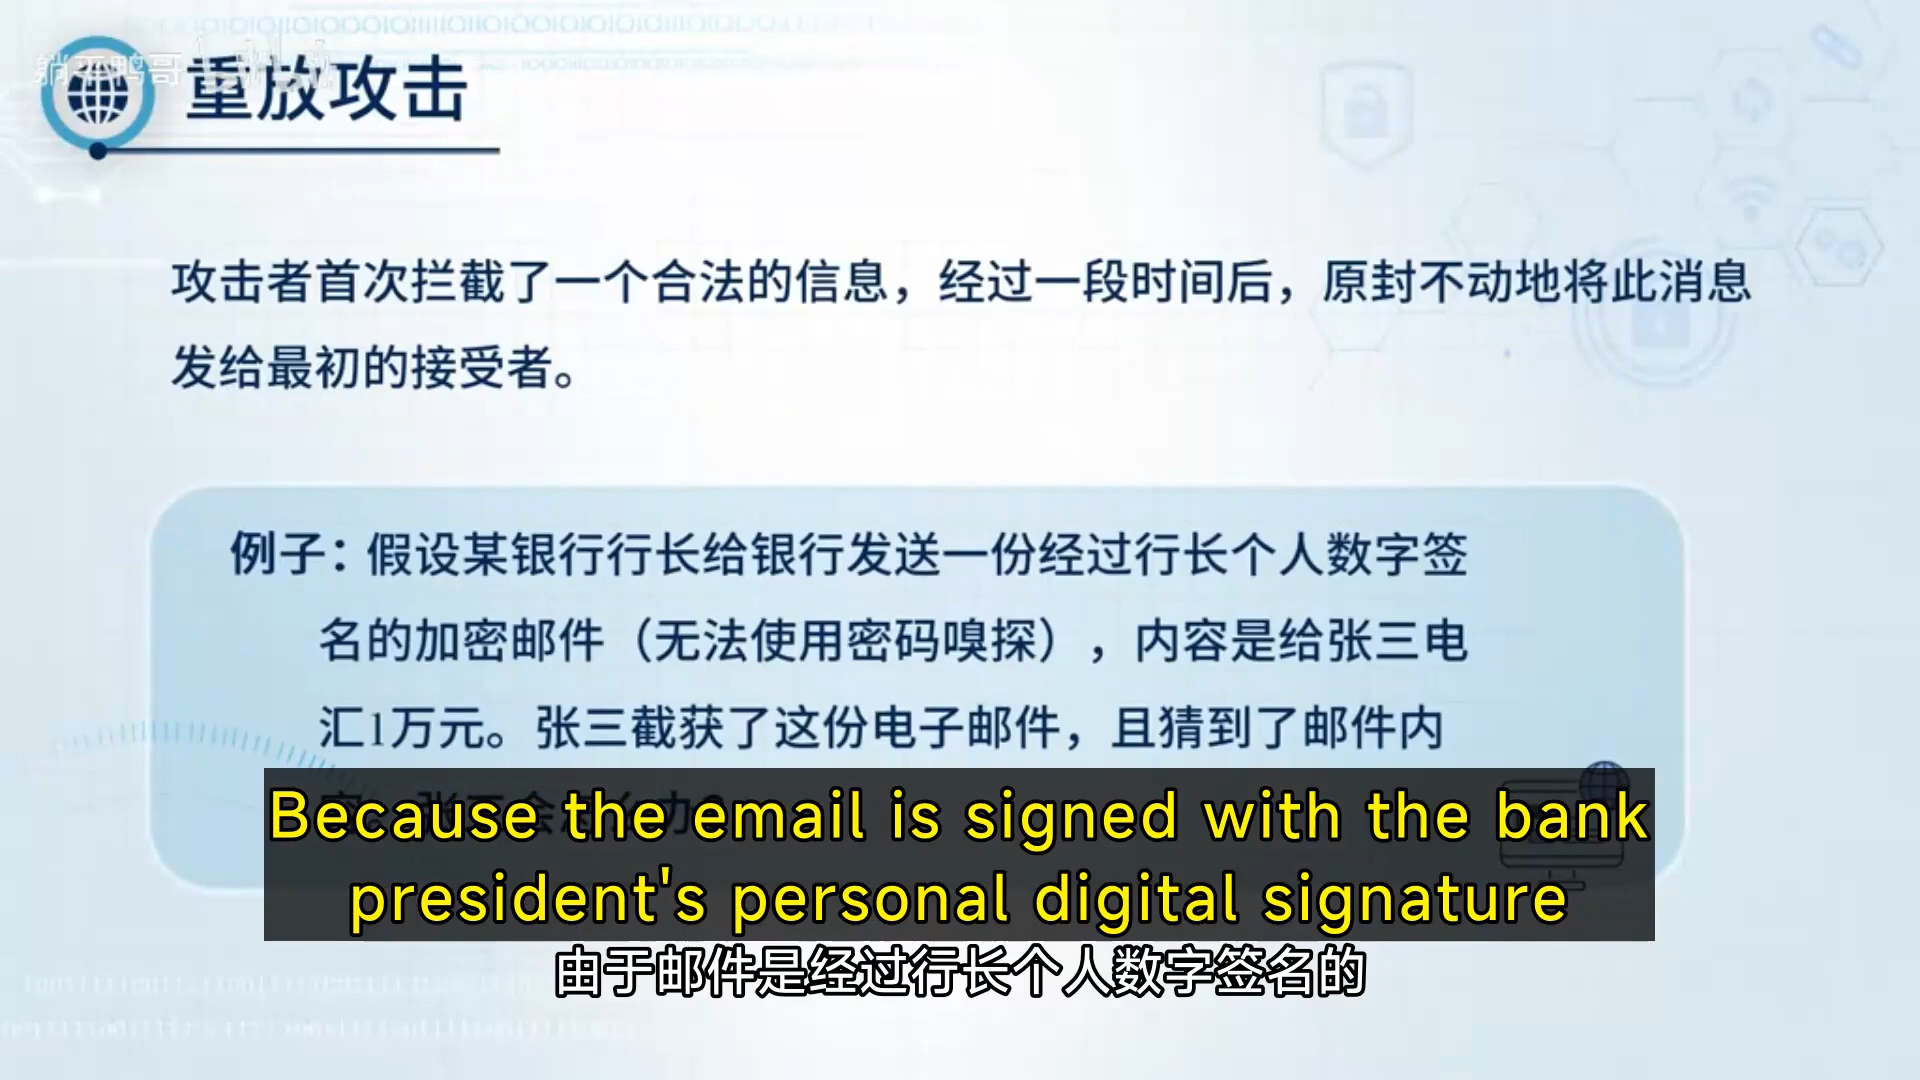 躺平鸭哥
重放攻击
攻击者首次拦截了一个合法的信息，经过一段时间后，原封不动地将此消息
发给最初的接受者。
例子：假设某银行行长给银行发送一份经过行长个人数字签
名的加密邮件（无法使用密码嗅探），内容是给张三电
汇1万元。张三截获了这份电子邮件，且猜到了邮件内
Because the email is signed with the bank
president's personal digital signature
由于邮件是经过行长个人数字签名的